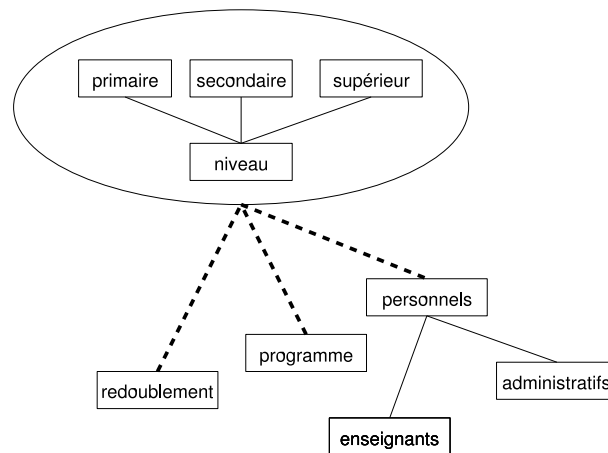 primaire
secondaire
supérieur
niveau
personnels
programme
redoublement
administratifs
enseignants